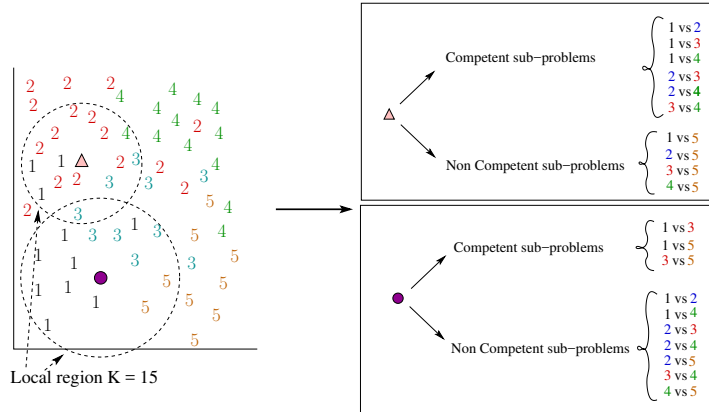 2 2 2
2 2 4 4 4
2 2 2 4 4 4 2 4
2 2 2 4 4 4
1 1 2 3 4 4
1 2 2 3 3 2 5
2 3 1 4
1 3 3 5 4
1 1 3 3 5
1 1 1 5 5 5
1 5 5
5
Local region K = 15
Competent sub−problems
1 vs 2
1 vs 3
1 vs 4
2 vs 3
2 vs 4
3 vs 4
Non Competent sub−problems
1 vs 5
2 vs 5
3 vs 5
4 vs 5
Competent sub−problems
1 vs 3
1 vs 5
3 vs 5
Non Competent sub−problems
1 vs 2
1 vs 4
2 vs 3
2 vs 4
2 vs 5
3 vs 4
4 vs 5